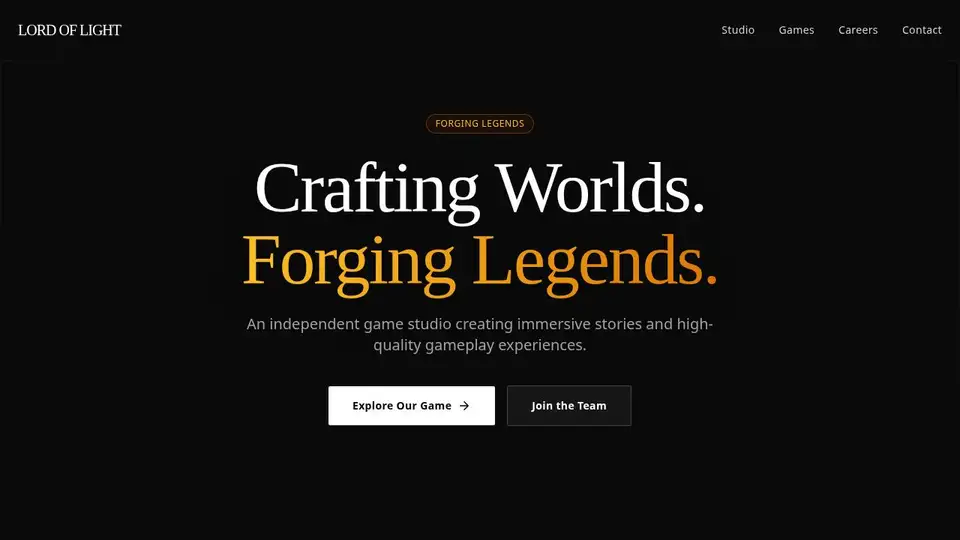 LORD OF LIGHT
Studio
Games
Careers
Contact
FORGING LEGENDS
Crafting Worlds.
Forging Legends.
An independent game studio creating immersive stories and high-
quality gameplay experiences.
Explore Our Game →
Join the Team